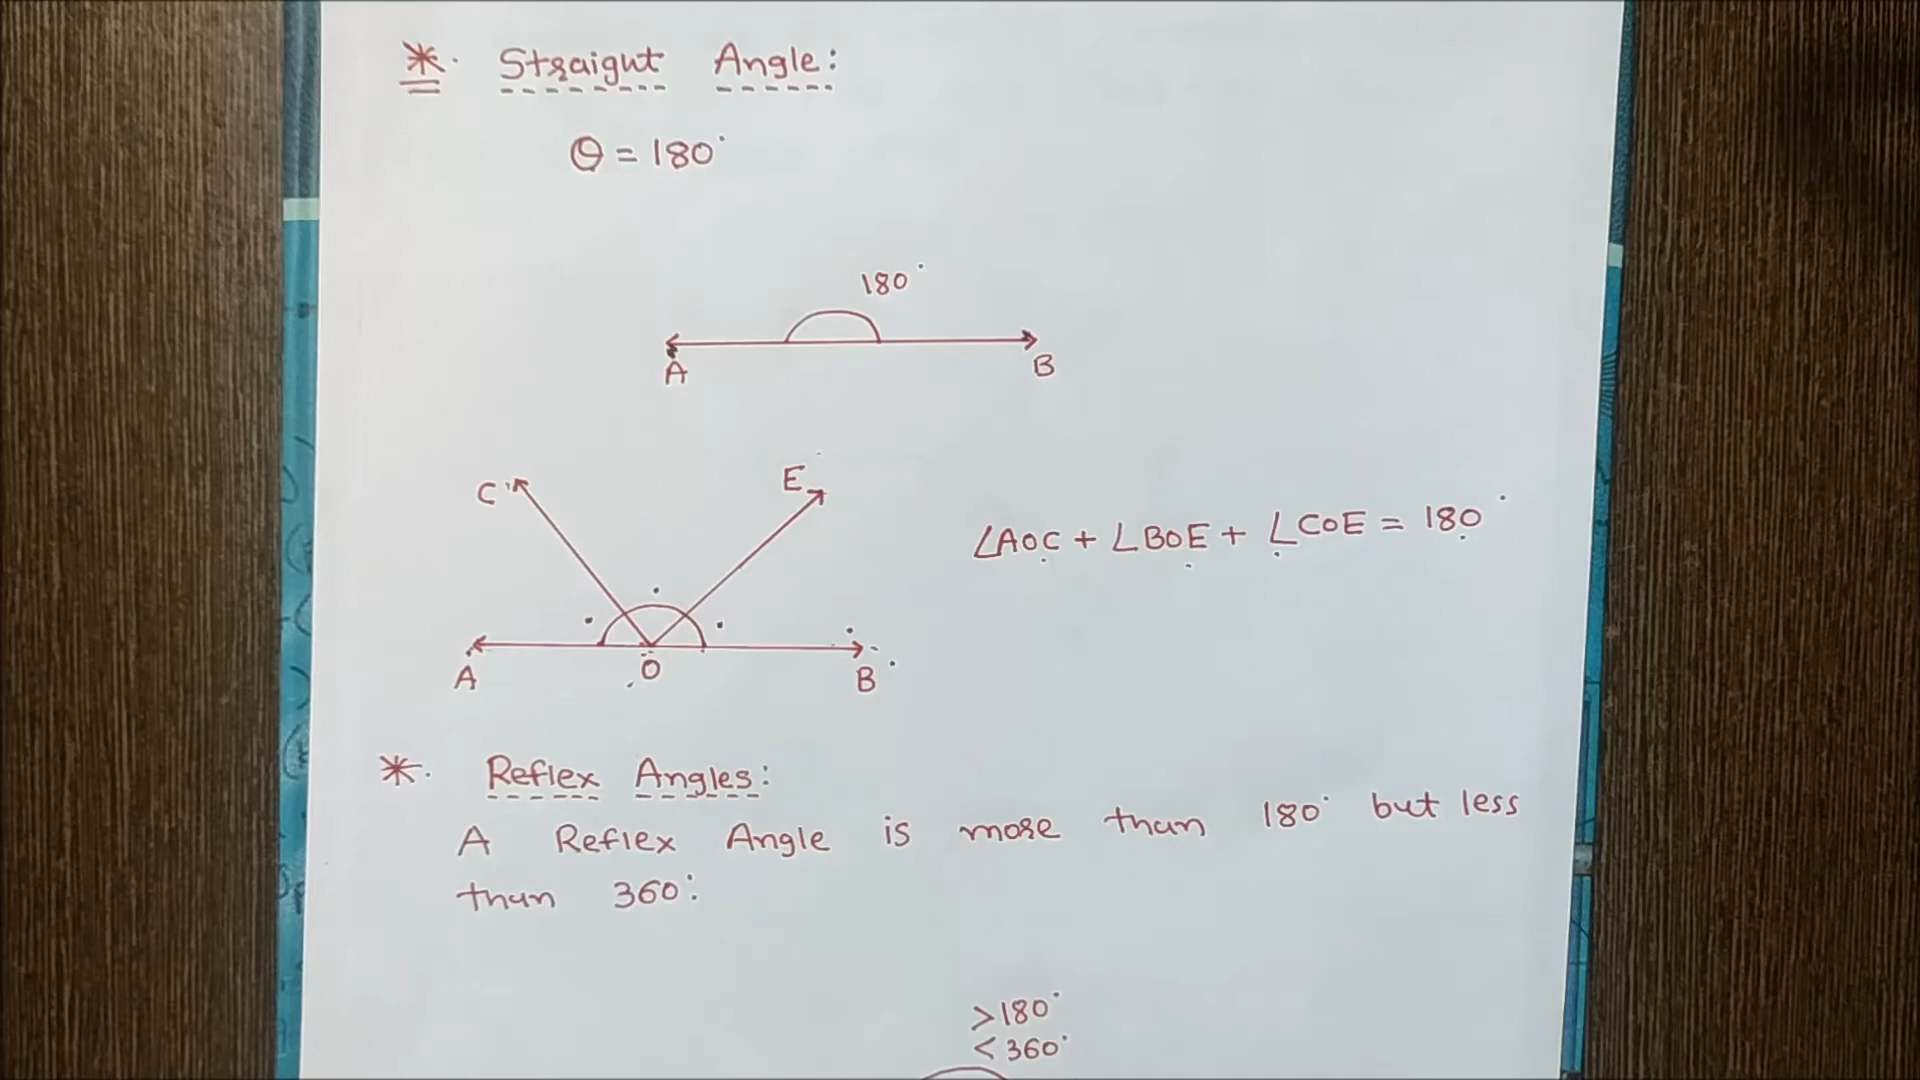 *. Straight Angle:
θ = 180°
180°
A B
C E
∠AOC + ∠BOE + ∠COE = 180°
A O B
*. Reflex Angles:
A Reflex Angle is more than 180° but less
than 360°.
>180°
<360°